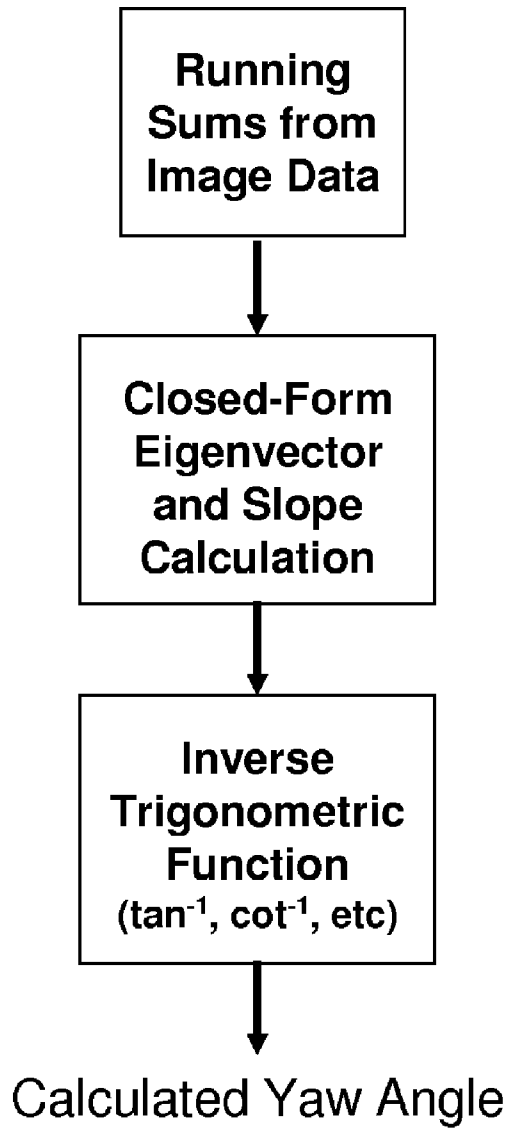 Running
Sums from
Image Data
Closed-Form
Eigenvector
and Slope
Calculation
Inverse
Trigonometric
Function
(tan⁻¹, cot⁻¹, etc)
Calculated Yaw Angle